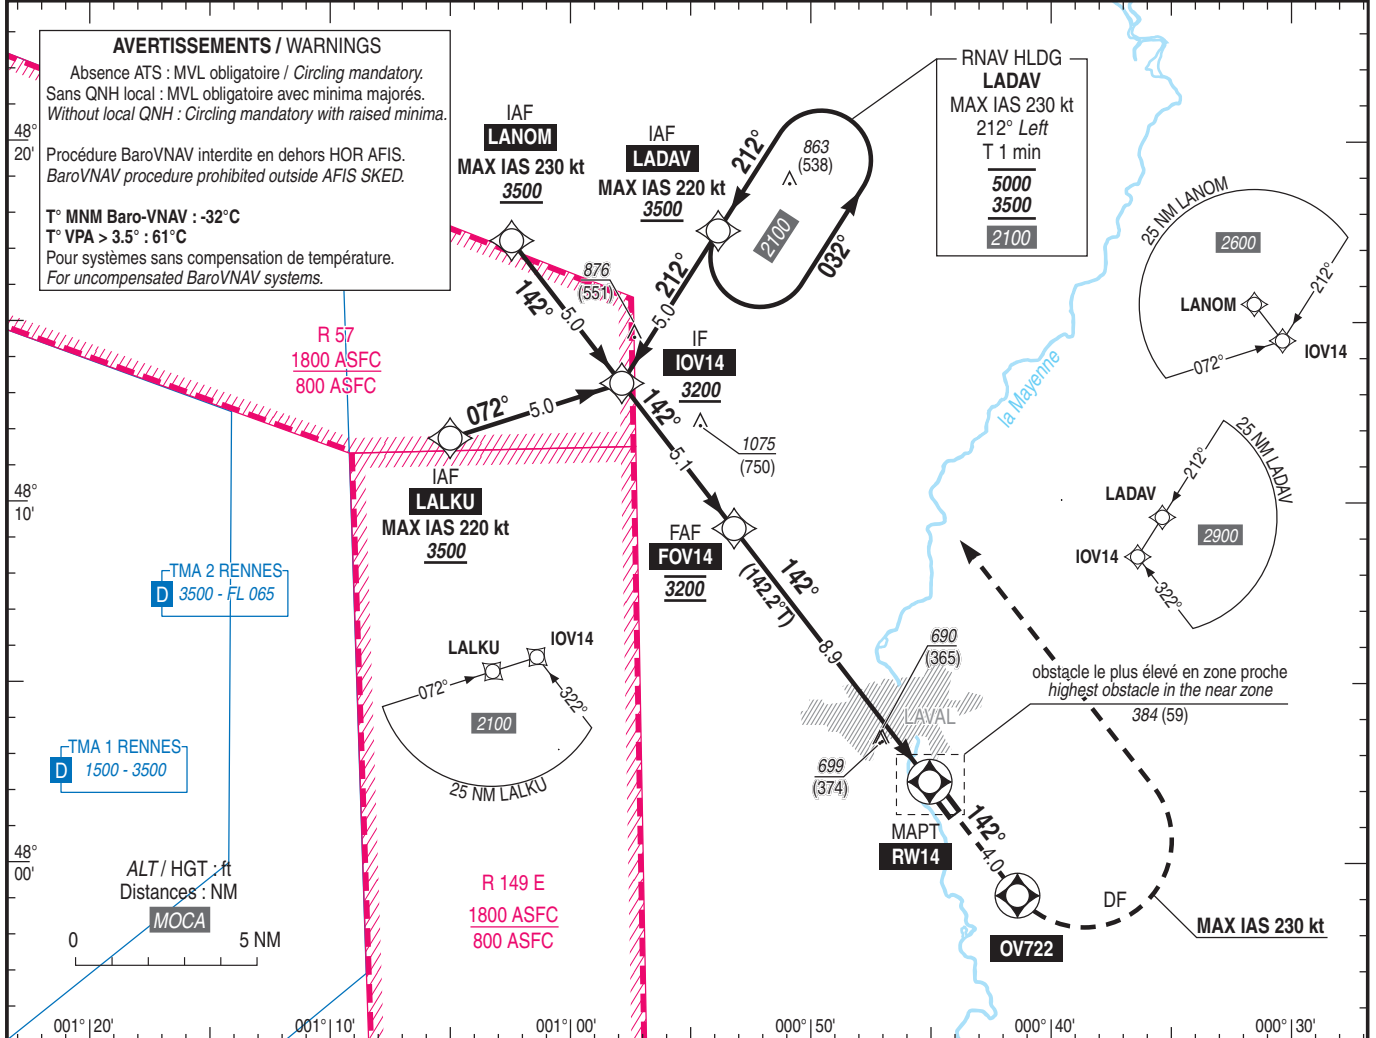 AVERTISSEMENTS / WARNINGS
Absence ATS : MVL obligatoire / Circling mandatory.
Sans QNH local : MVL obligatoire avec minima majorés.
Without local QNH : Circling mandatory with raised minima.
Procédure BaroVNAV interdite en dehors HOR AFIS.
BaroVNAV procedure prohibited outside AFIS SKED.
T° MNM Baro-VNAV : -32°C
T° VPA > 3.5° : 61°C
Pour systèmes sans compensation de température.
For uncompensated BaroVNAV systems.
48°
20'
IAF
LANOM
MAX IAS 230 kt
3500
IAF
LADAV
MAX IAS 220 kt
3500
212°
863
(538)
2100
032°
RNAV HLDG
LADAV
MAX IAS 230 kt
212° Left
T 1 min
5000
3500
2100
25 NM LANOM
2600
212°
LANOM
IOV14
072°
876
(551)
142°
5.0
212°
5.0
R 57
1800 ASFC
800 ASFC
IF
IOV14
3200
072°
5.0
142°
5.1
1075
(750)
la Mayenne
25 NM LADAV
212°
LADAV
2900
IOV14
322°
48°
10'
IAF
LALKU
MAX IAS 220 kt
3500
FAF
FOV14
3200
142°
(142.2°T)
8.9
TMA 2 RENNES
D 3500 - FL 065
LALKU
IOV14
072°
322°
2100
25 NM LALKU
690
(365)
obstacle le plus élevé en zone proche
highest obstacle in the near zone
384 (59)
LAVAL
699
(374)
TMA 1 RENNES
D 1500 - 3500
MAPT
RW14
142°
4.0
48°
00'
ALT / HGT : ft
Distances : NM
MOCA
0 5 NM
R 149 E
1800 ASFC
800 ASFC
OV722
DF
MAX IAS 230 kt
001°20'
001°10'
001°00'
000°50'
000°40'
000°30'